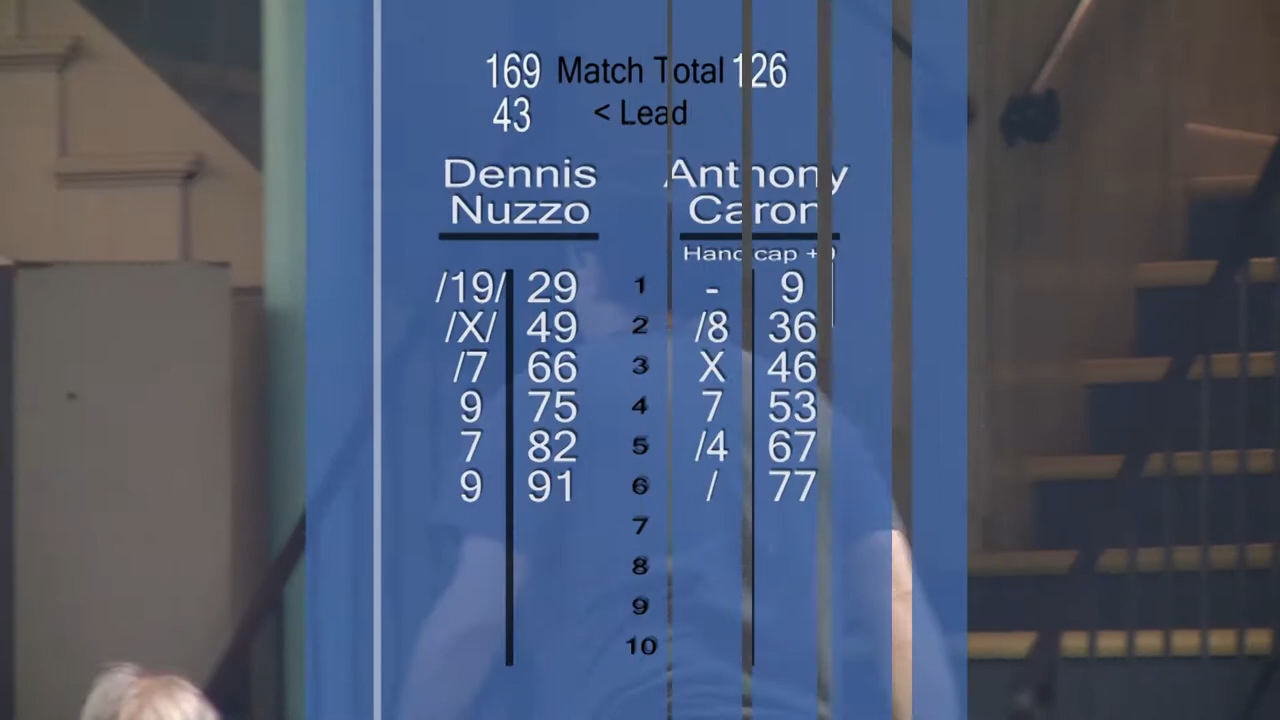 169 Match Total 126
43 < Lead
Dennis Nuzzo
Anthony Caron
/19/ 29 1 - 9
/X/ 49 2 /8 36
/7 66 3 X 46
9 75 4 7 53
7 82 5 /4 67
9 91 6 / 77
7
8
9
10